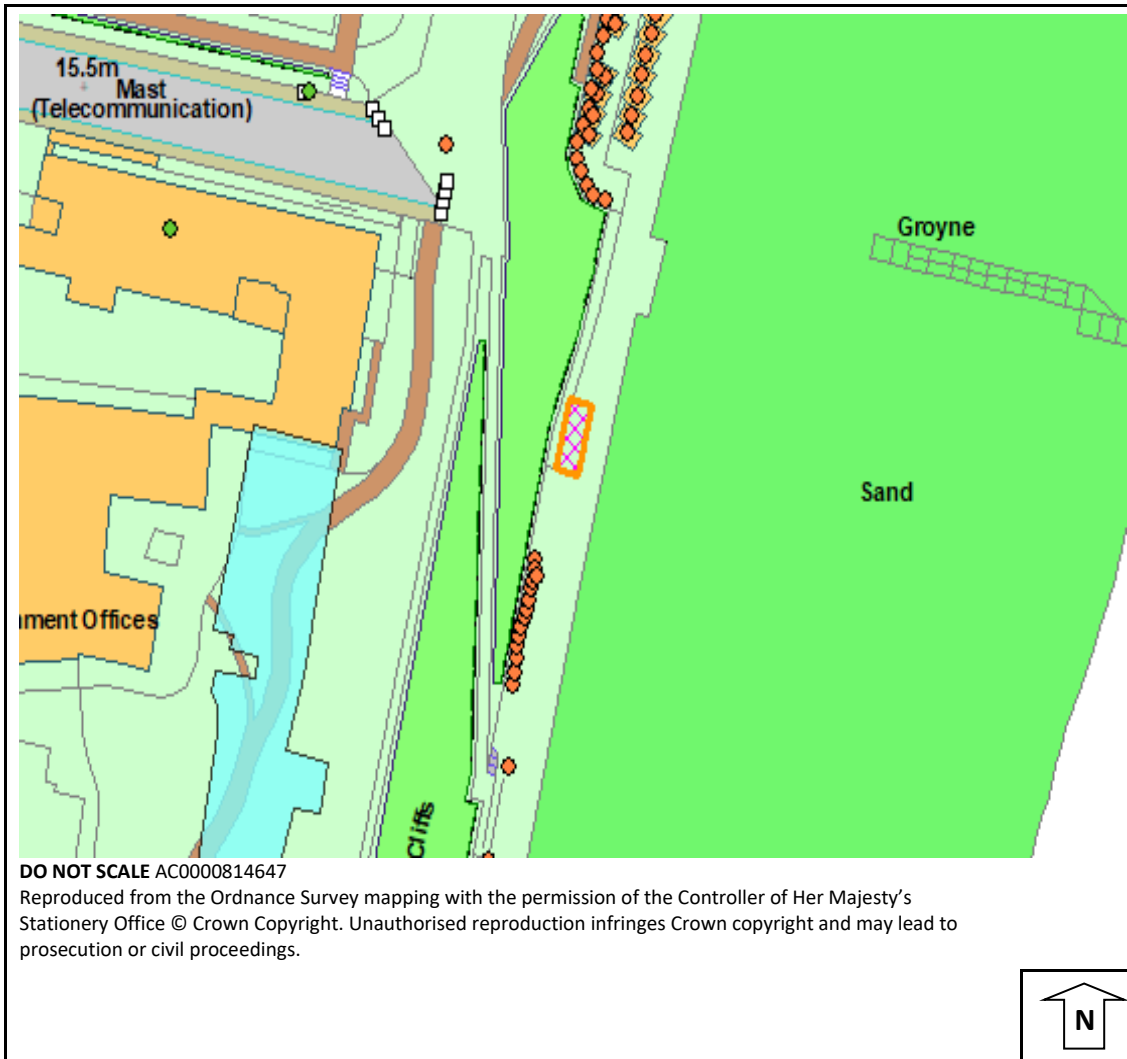 15.5m
Mast
(Telecommunication)
Groyne
Sand
nment Offices
Cliffs
DO NOT SCALE AC0000814647
Reproduced from the Ordnance Survey mapping with the permission of the Controller of Her Majesty's
Stationery Office © Crown Copyright. Unauthorised reproduction infringes Crown copyright and may lead to
prosecution or civil proceedings.
N